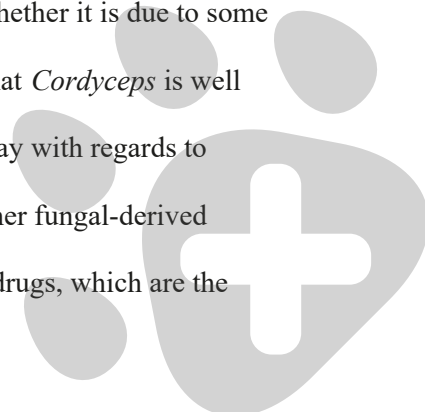 hether it is due to some
at Cordyceps is well
ay with regards to
her fungal-derived
drugs, which are the